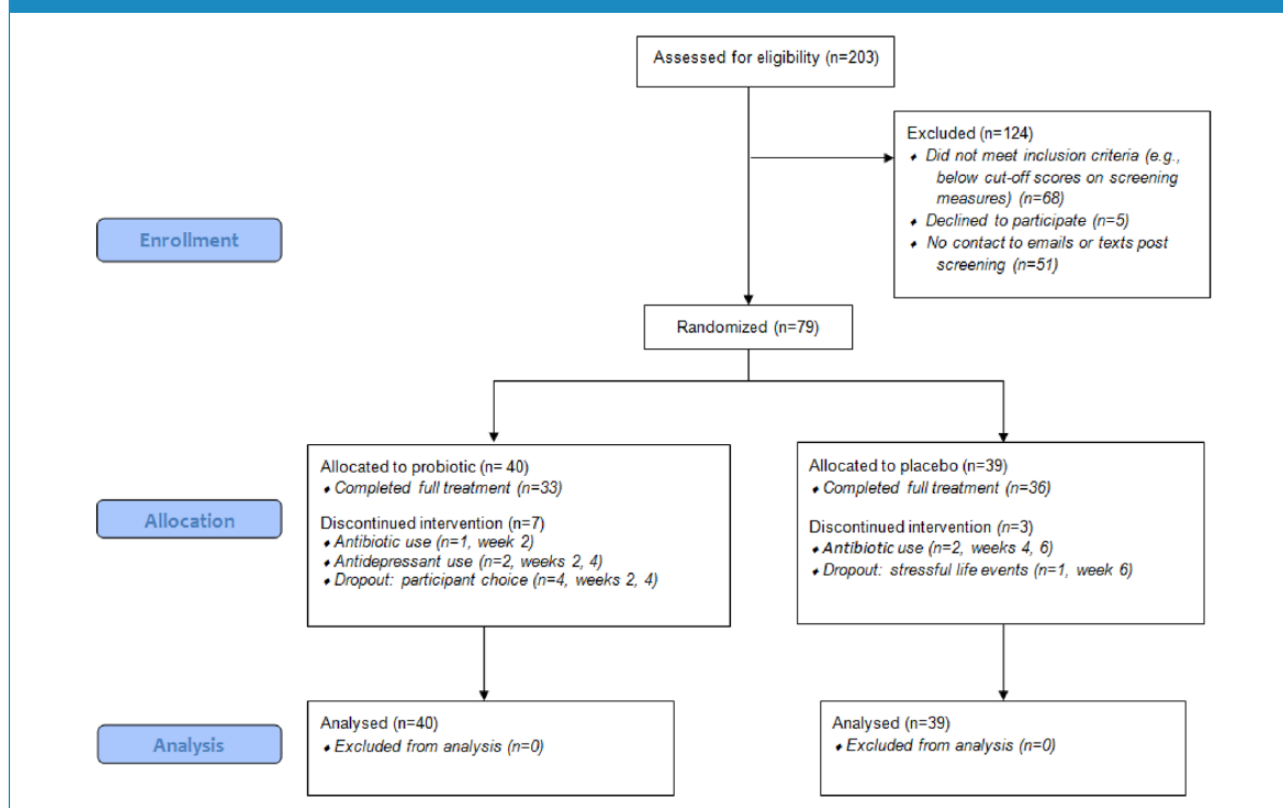 Assessed for eligibility (n=203)
Excluded (n=124)
⬧ Did not meet inclusion criteria (e.g.,
below cut-off scores on screening
measures) (n=68)
⬧ Declined to participate (n=5)
⬧ No contact to emails or texts post
screening (n=51)
Enrollment
Randomized (n=79)
Allocated to probiotic (n= 40)
⬧ Completed full treatment (n=33)
Discontinued intervention (n=7)
⬧ Antibiotic use (n=1, week 2)
⬧ Antidepressant use (n=2, weeks 2, 4)
⬧ Dropout: participant choice (n=4, weeks 2, 4)
Allocated to placebo (n=39)
⬧ Completed full treatment (n=36)
Discontinued intervention (n=3)
⬧ Antibiotic use (n=2, weeks 4, 6)
⬧ Dropout: stressful life events (n=1, week 6)
Allocation
Analysed (n=40)
⬧ Excluded from analysis (n=0)
Analysed (n=39)
⬧ Excluded from analysis (n=0)
Analysis